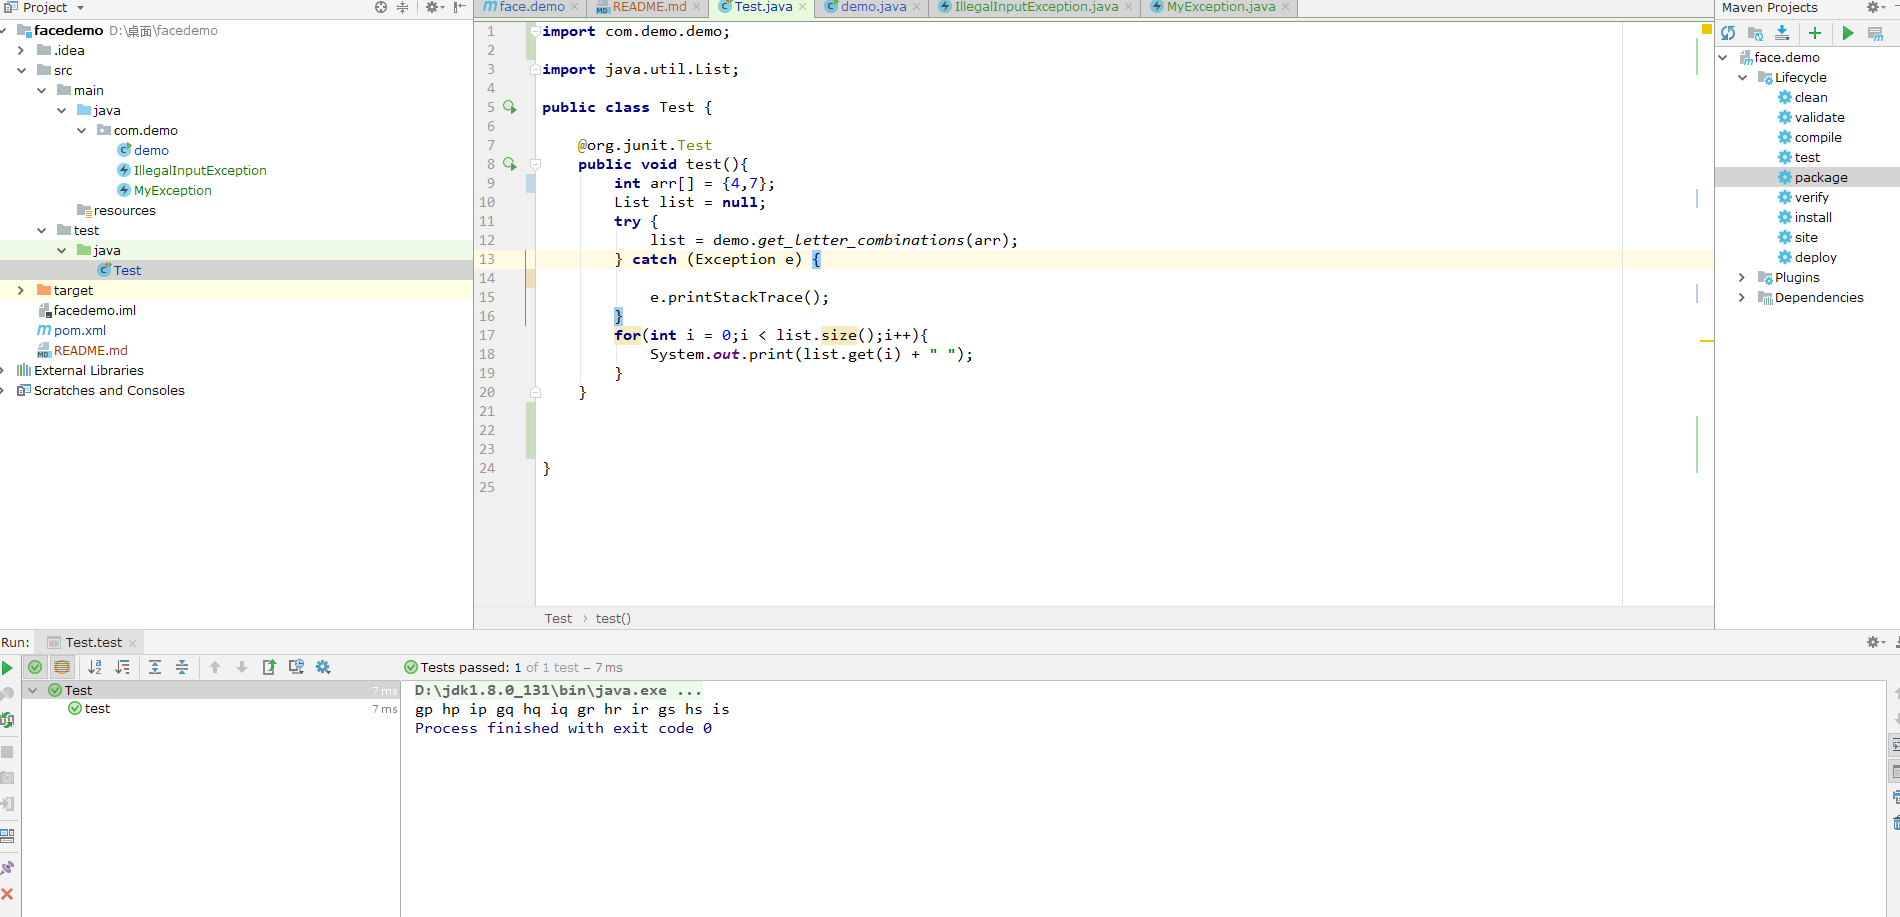 Project
face.demo
README.md
Test.java
demo.java
IllegalInputException.java
MyException.java
Maven Projects
facedemo D:\桌面\facedemo
.idea
src
main
java
com.demo
demo
IllegalInputException
MyException
resources
test
java
Test
target
facedemo.iml
pom.xml
README.md
External Libraries
Scratches and Consoles
1 import com.demo.demo;
2
3 import java.util.List;
4
5 public class Test {
6
7 @org.junit.Test
8 public void test(){
9 int arr[] = {4,7};
10 List list = null;
11 try {
12 list = demo.get_letter_combinations(arr);
13 } catch (Exception e) {
14
15 e.printStackTrace();
16 }
17 for(int i = 0;i < list.size();i++){
18 System.out.print(list.get(i) + " ");
19 }
20 }
21
22
23
24 }
25
Test › test()
face.demo
Lifecycle
clean
validate
compile
test
package
verify
install
site
deploy
Plugins
Dependencies
Run: Test.test
Tests passed: 1 of 1 test – 7 ms
Test 7 ms
test 7 ms
D:\jdk1.8.0_131\bin\java.exe ...
gp hp ip gq hq iq gr hr ir gs hs is
Process finished with exit code 0